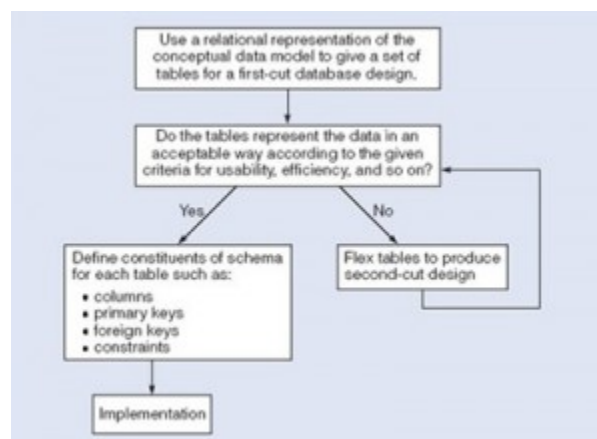 Use a relational representation of the
conceptual data model to give a set of
tables for a first-cut database design.
Do the tables represent the data in an
acceptable way according to the given
criteria for usability, efficiency, and so on?
Yes
No
Define constituents of schema
for each table such as:
• columns
• primary keys
• foreign keys
• constraints
Flex tables to produce
second-cut design
Implementation